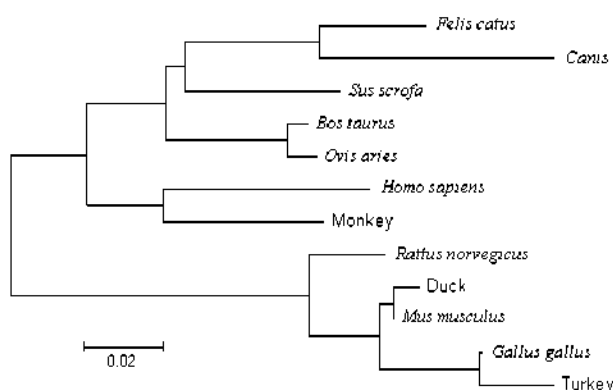 Felis catus
Canis
Sus scrofa
Bos taurus
Ovis aries
Homo sapiens
Monkey
Rattus norvegicus
Duck
Mus musculus
Gallus gallus
Turkey
0.02